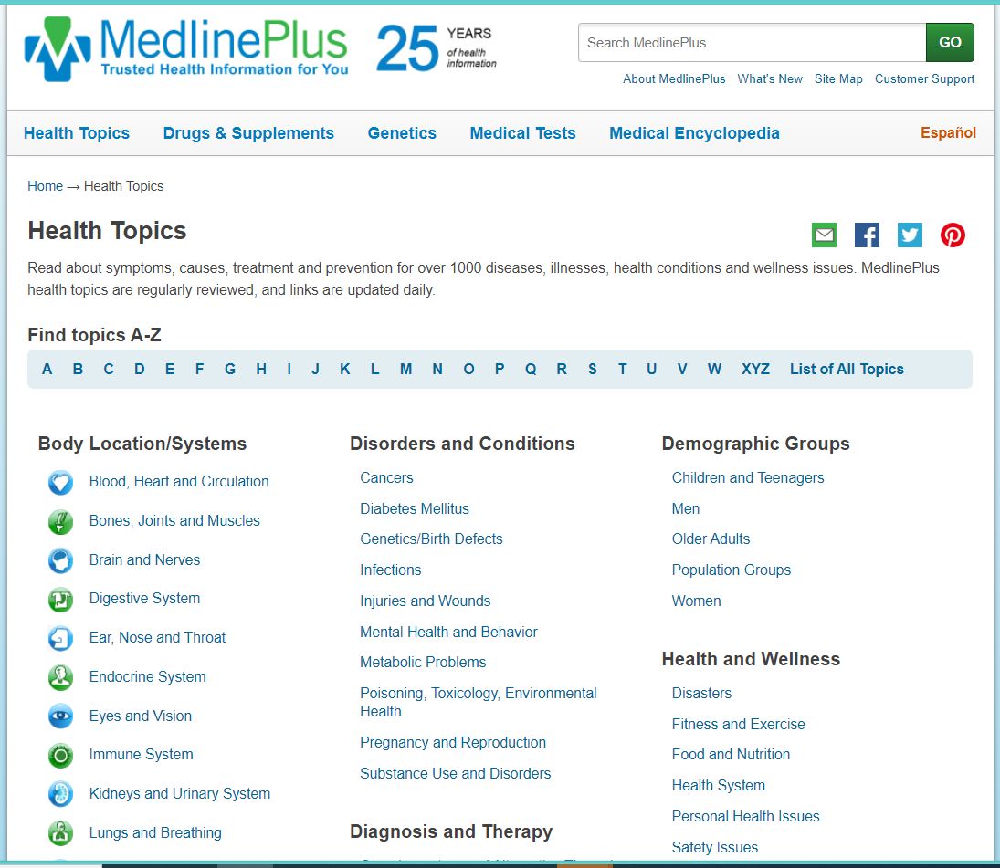 MedlinePlus
Trusted Health Information for You
25 YEARS
of health
information
Search MedlinePlus
GO
About MedlinePlus What's New Site Map Customer Support
Health Topics Drugs & Supplements Genetics Medical Tests Medical Encyclopedia Español
Home → Health Topics
Health Topics
Read about symptoms, causes, treatment and prevention for over 1000 diseases, illnesses, health conditions and wellness issues. MedlinePlus
health topics are regularly reviewed, and links are updated daily.
Find topics A-Z
A B C D E F G H I J K L M N O P Q R S T U V W XYZ List of All Topics
Body Location/Systems
Blood, Heart and Circulation
Bones, Joints and Muscles
Brain and Nerves
Digestive System
Ear, Nose and Throat
Endocrine System
Eyes and Vision
Immune System
Kidneys and Urinary System
Lungs and Breathing
Disorders and Conditions
Cancers
Diabetes Mellitus
Genetics/Birth Defects
Infections
Injuries and Wounds
Mental Health and Behavior
Metabolic Problems
Poisoning, Toxicology, Environmental
Health
Pregnancy and Reproduction
Substance Use and Disorders
Diagnosis and Therapy
Demographic Groups
Children and Teenagers
Men
Older Adults
Population Groups
Women
Health and Wellness
Disasters
Fitness and Exercise
Food and Nutrition
Health System
Personal Health Issues
Safety Issues